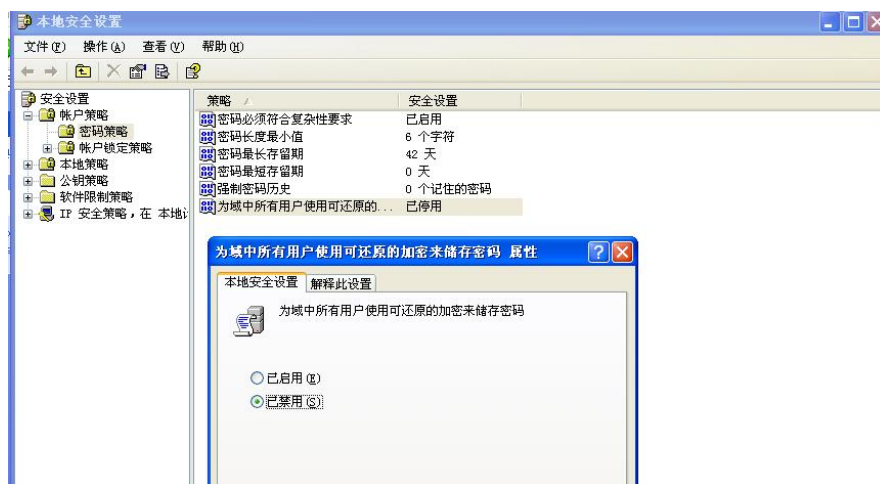 本地安全设置
文件(F) 操作(A) 查看(V) 帮助(H)
安全设置
帐户策略
密码策略
帐户锁定策略
本地策略
公钥策略
软件限制策略
IP 安全策略，在 本地
策略 安全设置
密码必须符合复杂性要求 已启用
密码长度最小值 6 个字符
密码最长存留期 42 天
密码最短存留期 0 天
强制密码历史 0 个记住的密码
为域中所有用户使用可还原的... 已停用
为域中所有用户使用可还原的加密来储存密码 属性
本地安全设置 解释此设置
为域中所有用户使用可还原的加密来储存密码
已启用(E)
已禁用(S)